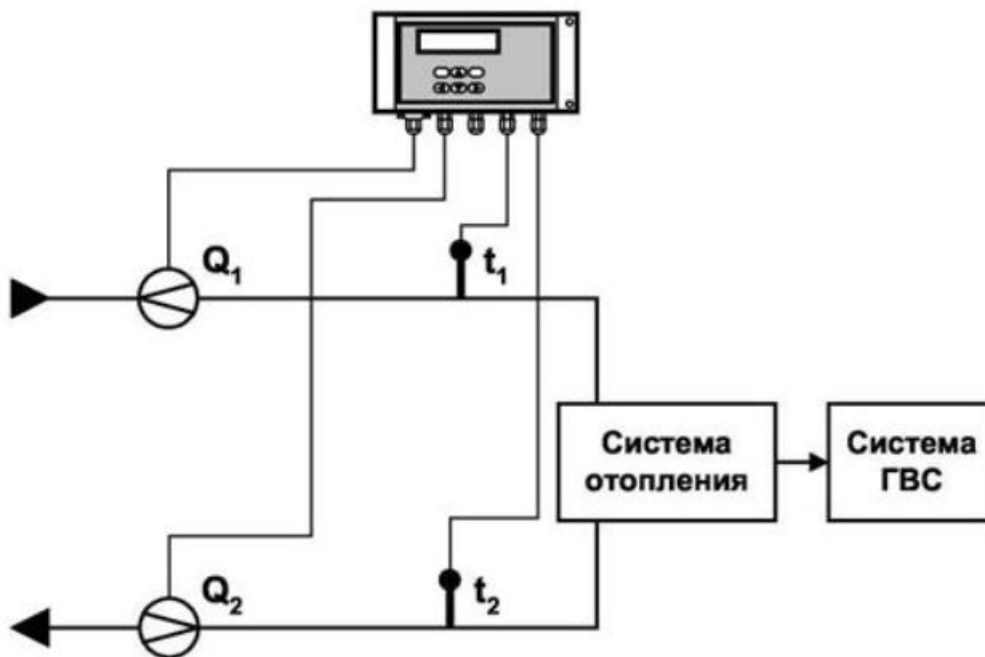 Q₁
t₁
Система
отопления
Система
ГВС
Q₂
t₂